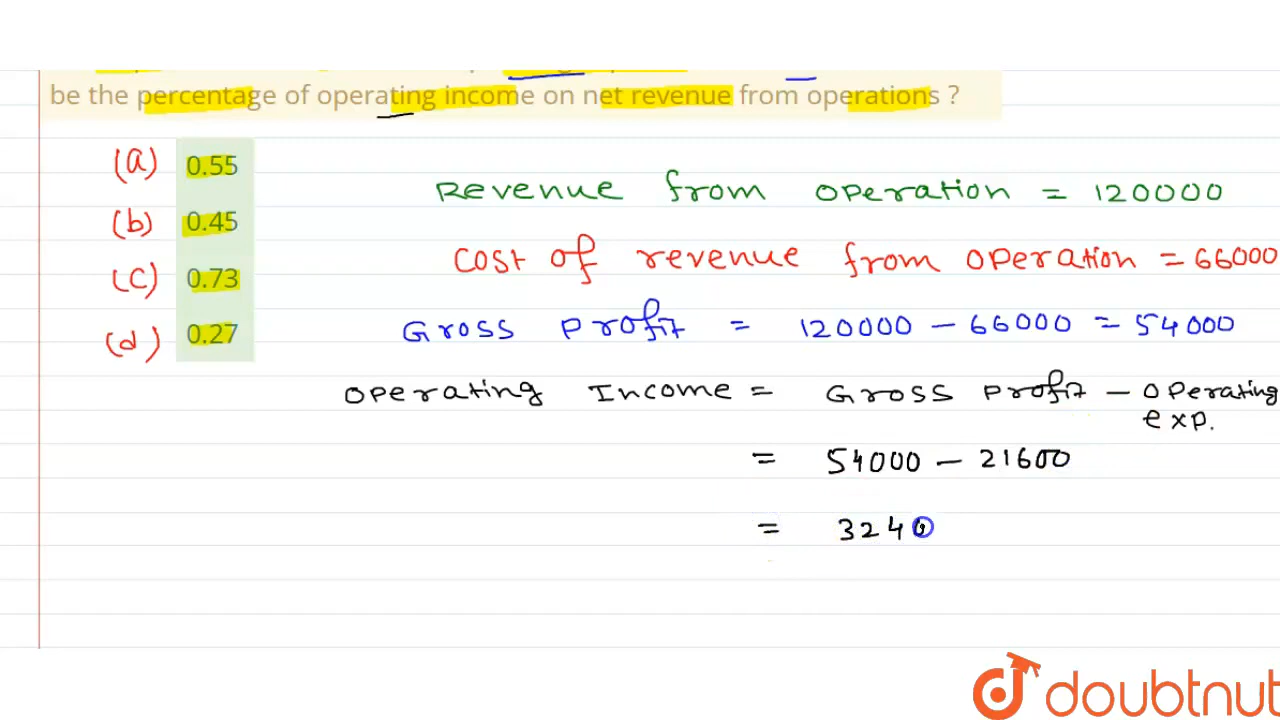 be the percentage of operating income on net revenue from operations ?
(a) 0.55
Revenue from operation = 120000
(b) 0.45
Cost of revenue from operation = 66000
(c) 0.73
Gross profit = 120000 - 66000 = 54000
(d) 0.27
Operating Income = Gross profit - operating
exp.
= 54000 - 21600
= 3240
doubtnut